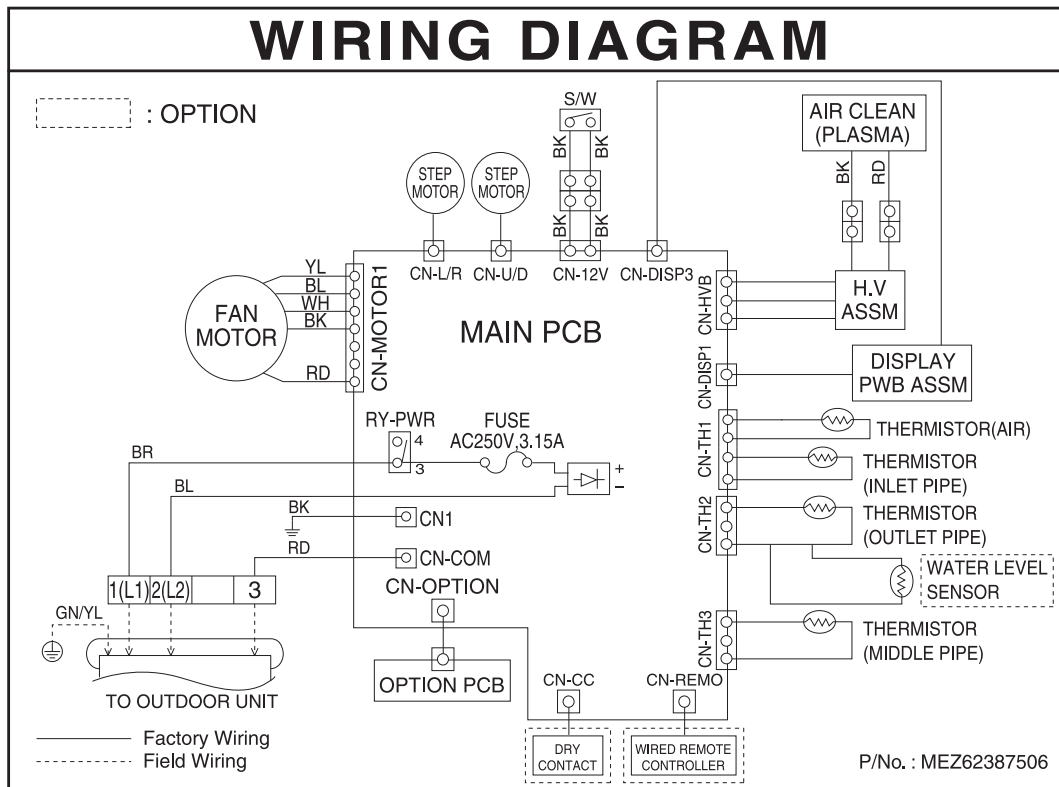 WIRING DIAGRAM
: OPTION
S/W
BK
BK
BK
BK
STEP
MOTOR
STEP
MOTOR
AIR CLEAN
(PLASMA)
BK
RD
CN-L/R
CN-U/D
CN-12V
CN-DISP3
YL
BL
WH
BK
RD
FAN
MOTOR
CN-MOTOR1
MAIN PCB
CN-HVB
H.V
ASSM
CN-DISP1
DISPLAY
PWB ASSM
RY-PWR
4
3
FUSE
AC250V,3.15A
+
−
BR
BL
CN-TH1
THERMISTOR(AIR)
THERMISTOR
(INLET PIPE)
CN-TH2
THERMISTOR
(OUTLET PIPE)
WATER LEVEL
SENSOR
BK
CN1
RD
CN-COM
CN-OPTION
1(L1)
2(L2)
3
GN/YL
TO OUTDOOR UNIT
OPTION PCB
CN-TH3
THERMISTOR
(MIDDLE PIPE)
CN-CC
CN-REMO
DRY
CONTACT
WIRED REMOTE
CONTROLLER
Factory Wiring
Field Wiring
P/No. : MEZ62387506